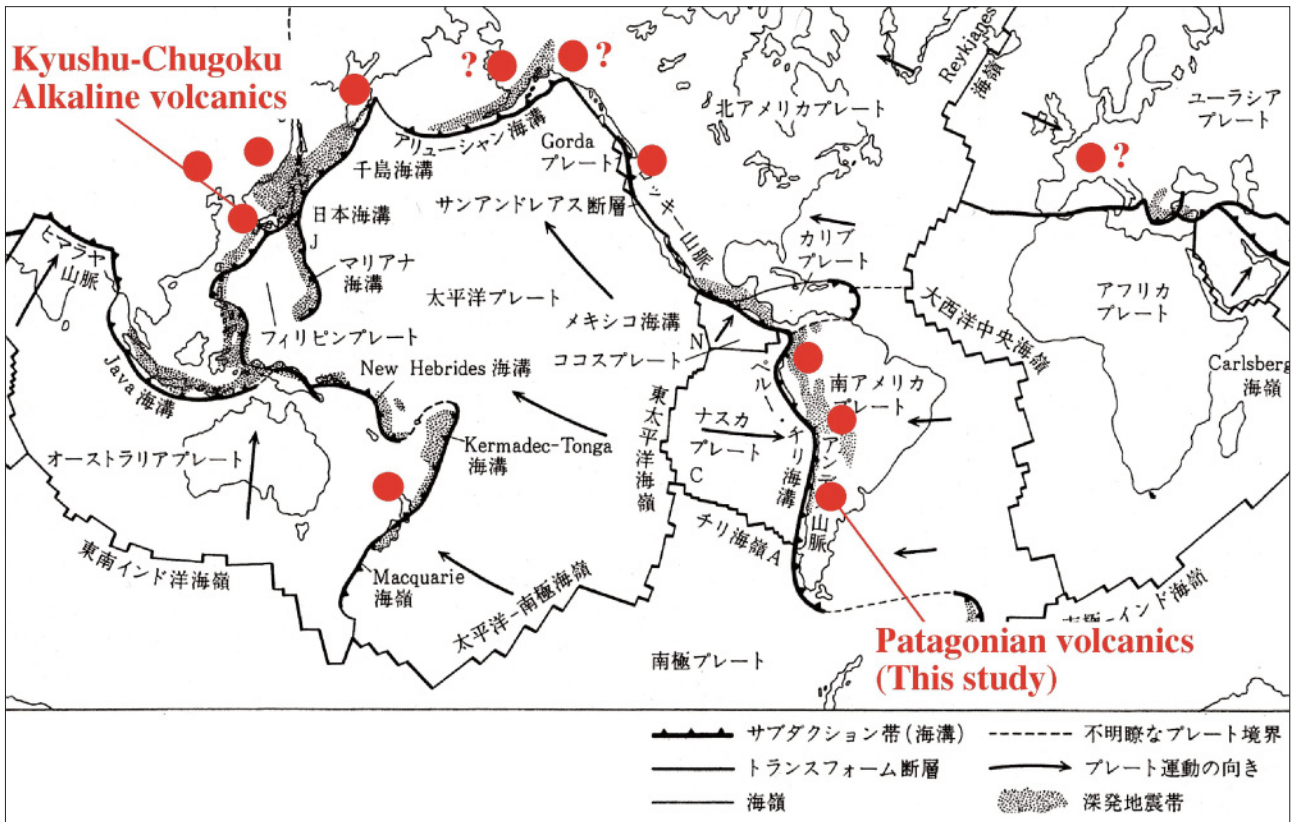 Kyushu-Chugoku
Alkaline volcanics
?
?
?
Reykjanes
海嶺
ユーラシア
プレート
北アメリカプレート
アリューシャン海溝
Gorda
プレート
千島海溝
サンアンドレアス断層
ッキー山脈
日本海溝
J
カリブ
プレート
ヒマラヤ
山脈
マリアナ
海溝
太平洋プレート
メキシコ海溝
大西洋中央海嶺
アフリカ
プレート
フィリピンプレート
ココスプレート
N
Java海溝
New Hebrides 海溝
ペルー・チリ海溝
南アメリカ
プレート
Carlsberg
海嶺
東太平洋海嶺
ナスカ
プレート
C
アンデ
山脈
オーストラリアプレート
Kermadec-Tonga
海溝
チリ海嶺A
東南インド洋海嶺
Macquarie
海嶺
太平洋-南極海嶺
南極-インド海嶺
南極プレート
Patagonian volcanics
(This study)
サブダクション帯(海溝)
不明瞭なプレート境界
トランスフォーム断層
プレート運動の向き
海嶺
深発地震帯